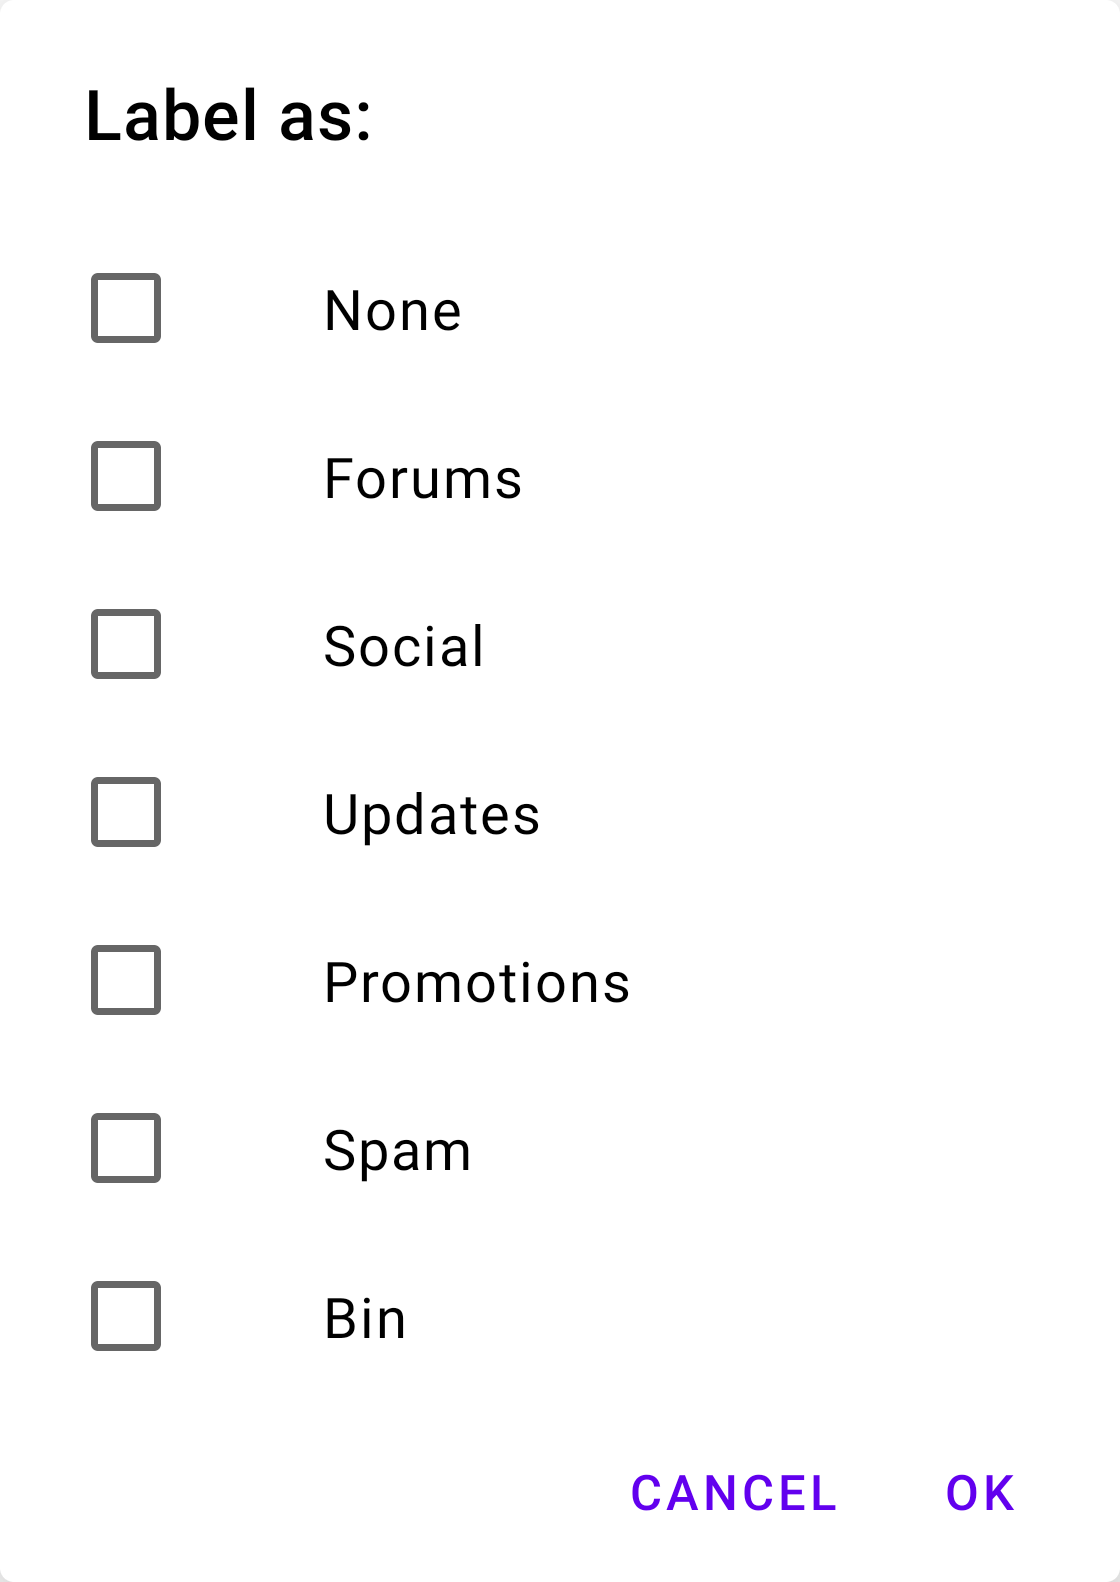 Label as:
None
Forums
Social
Updates
Promotions
Spam
Bin
CANCEL OK